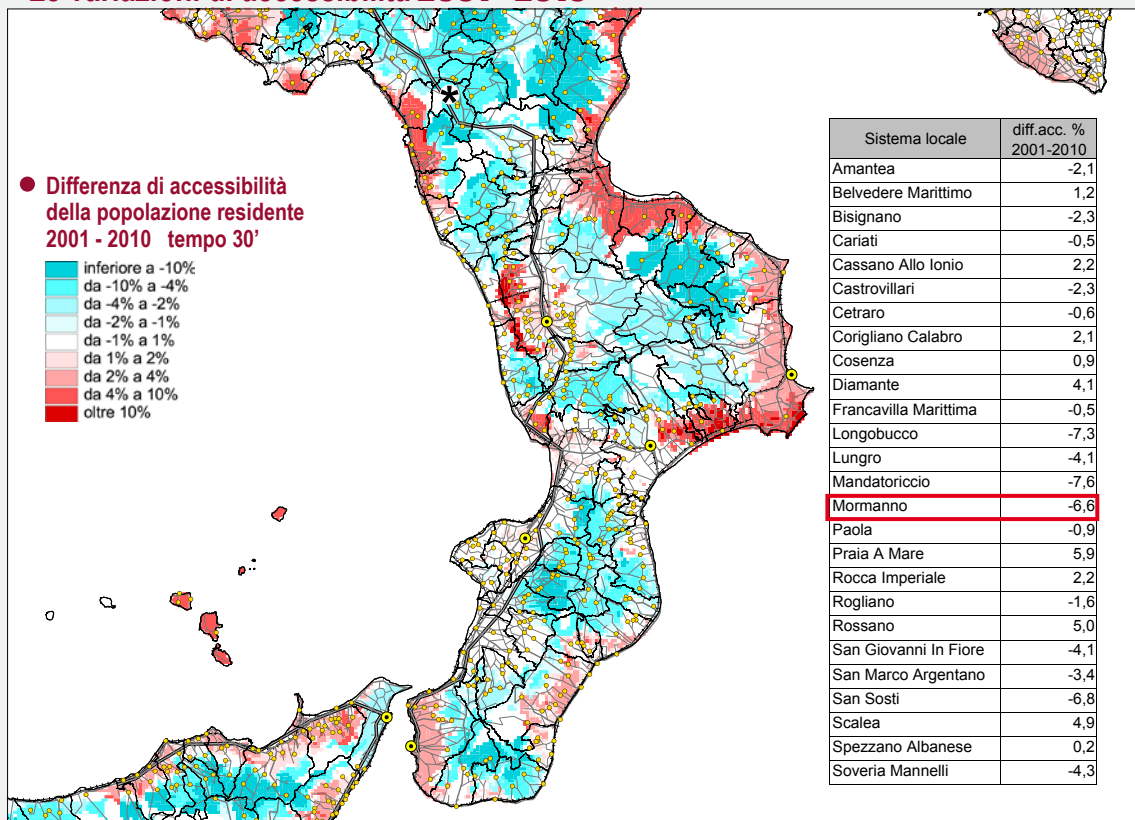 Differenza di accessibilità
della popolazione residente
2001 - 2010 tempo 30'
inferiore a -10%
da -10% a -4%
da -4% a -2%
da -2% a -1%
da -1% a 1%
da 1% a 2%
da 2% a 4%
da 4% a 10%
oltre 10%
*
Sistema locale diff.acc. % 2001-2010
Amantea -2,1
Belvedere Marittimo 1,2
Bisignano -2,3
Cariati -0,5
Cassano Allo Ionio 2,2
Castrovillari -2,3
Cetraro -0,6
Corigliano Calabro 2,1
Cosenza 0,9
Diamante 4,1
Francavilla Marittima -0,5
Longobucco -7,3
Lungro -4,1
Mandatoriccio -7,6
Mormanno -6,6
Paola -0,9
Praia A Mare 5,9
Rocca Imperiale 2,2
Rogliano -1,6
Rossano 5,0
San Giovanni In Fiore -4,1
San Marco Argentano -3,4
San Sosti -6,8
Scalea 4,9
Spezzano Albanese 0,2
Soveria Mannelli -4,3